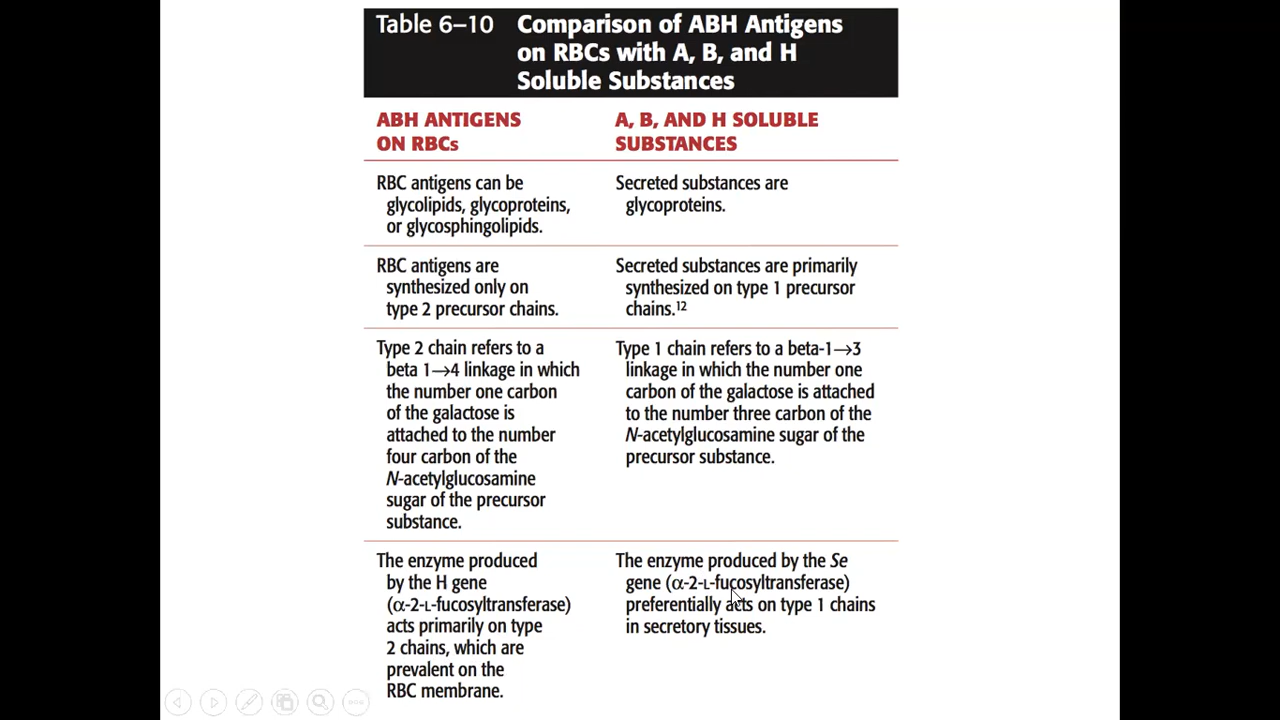 Table 6–10 Comparison of ABH Antigens
on RBCs with A, B, and H
Soluble Substances
ABH ANTIGENS
ON RBCs
A, B, AND H SOLUBLE
SUBSTANCES
RBC antigens can be
glycolipids, glycoproteins,
or glycosphingolipids.
Secreted substances are
glycoproteins.
RBC antigens are
synthesized only on
type 2 precursor chains.
Secreted substances are primarily
synthesized on type 1 precursor
chains.¹²
Type 2 chain refers to a
beta 1→4 linkage in which
the number one carbon
of the galactose is
attached to the number
four carbon of the
N-acetylglucosamine
sugar of the precursor
substance.
Type 1 chain refers to a beta-1→3
linkage in which the number one
carbon of the galactose is attached
to the number three carbon of the
N-acetylglucosamine sugar of the
precursor substance.
The enzyme produced
by the H gene
(α-2-L-fucosyltransferase)
acts primarily on type
2 chains, which are
prevalent on the
RBC membrane.
The enzyme produced by the Se
gene (α-2-L-fucosyltransferase)
preferentially acts on type 1 chains
in secretory tissues.